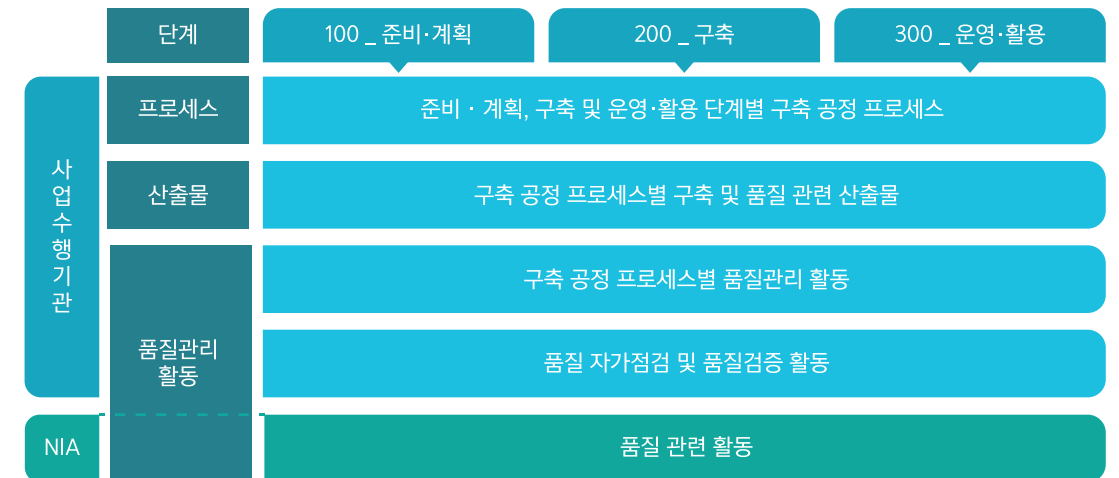 단계
100 _ 준비·계획
200 _ 구축
300 _ 운영·활용
사업수행기관
프로세스
준비 · 계획, 구축 및 운영·활용 단계별 구축 공정 프로세스
산출물
구축 공정 프로세스별 구축 및 품질 관련 산출물
품질관리
활동
구축 공정 프로세스별 품질관리 활동
품질 자가점검 및 품질검증 활동
NIA
품질 관련 활동